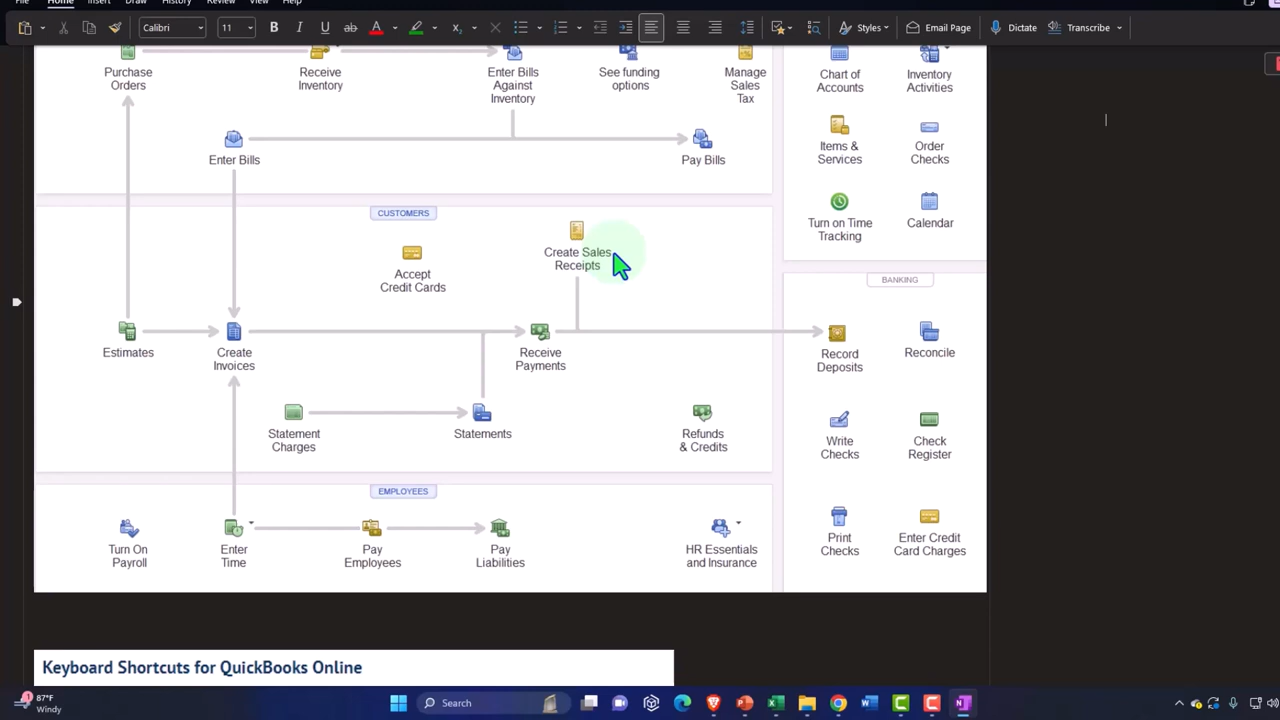 File
Home
Insert
Draw
History
Review
View
Help
Calibri
11
B
I
U
ab
A
Styles
Email Page
Dictate
Transcribe
Purchase
Orders
Receive
Inventory
Enter Bills
Against
Inventory
See funding
options
Manage
Sales
Tax
Enter Bills
Pay Bills
CUSTOMERS
Create Sales
Receipts
Accept
Credit Cards
Estimates
Create
Invoices
Receive
Payments
Statement
Charges
Statements
Refunds
& Credits
EMPLOYEES
Turn On
Payroll
Enter
Time
Pay
Employees
Pay
Liabilities
HR Essentials
and Insurance
Chart of
Accounts
Inventory
Activities
Items &
Services
Order
Checks
Turn on Time
Tracking
Calendar
BANKING
Record
Deposits
Reconcile
Write
Checks
Check
Register
Print
Checks
Enter Credit
Card Charges
Keyboard Shortcuts for QuickBooks Online
1
87°F
Windy
Search